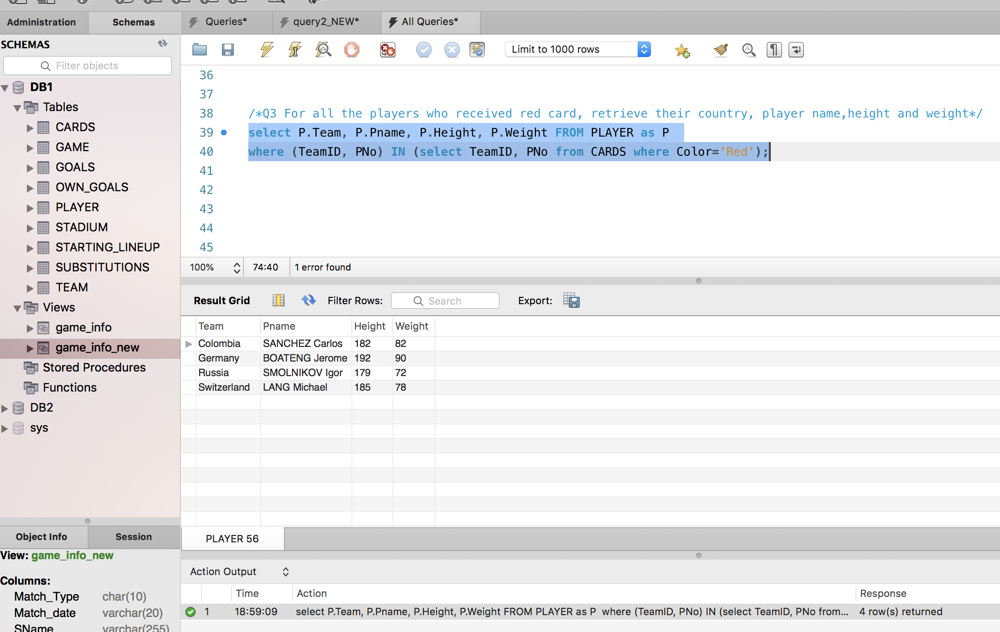 Administration
Schemas
Queries*
query2_NEW*
All Queries*
SCHEMAS
Filter objects
DB1
Tables
CARDS
GAME
GOALS
OWN_GOALS
PLAYER
STADIUM
STARTING_LINEUP
SUBSTITUTIONS
TEAM
Views
game_info
game_info_new
Stored Procedures
Functions
DB2
sys
Limit to 1000 rows
36
37
38 /*Q3 For all the players who received red card, retrieve their country, player name,height and weight*/
39 select P.Team, P.Pname, P.Height, P.Weight FROM PLAYER as P
40 where (TeamID, PNo) IN (select TeamID, PNo from CARDS where Color='Red');
41
42
43
44
45
100% 74:40 1 error found
Result Grid Filter Rows: Search Export:
Team Pname Height Weight
Colombia SANCHEZ Carlos 182 82
Germany BOATENG Jerome 192 90
Russia SMOLNIKOV Igor 179 72
Switzerland LANG Michael 185 78
PLAYER 56
Object Info Session
View: game_info_new
Columns:
Match_Type char(10)
Match_date varchar(20)
SName varchar(255)
Action Output
Time Action Response
1 18:59:09 select P.Team, P.Pname, P.Height, P.Weight FROM PLAYER as P where (TeamID, PNo) IN (select TeamID, PNo from... 4 row(s) returned